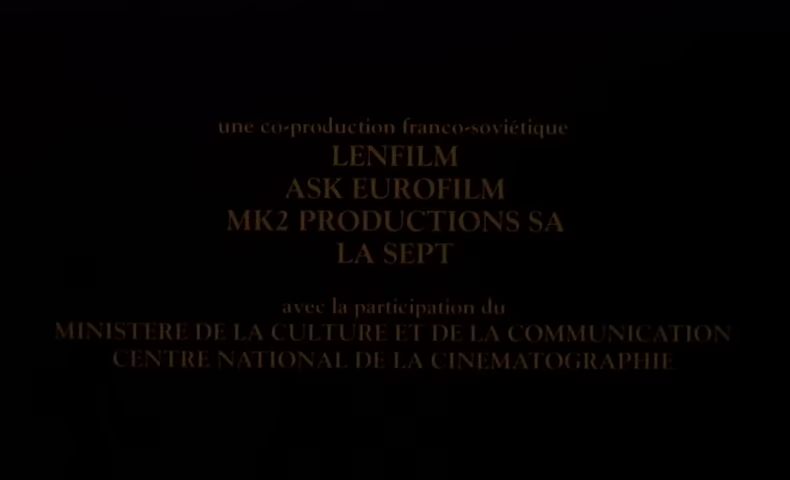 une co-production franco-soviétique
LENFILM
ASK EUROFILM
MK2 PRODUCTIONS SA
LA SEPT
avec la participation du
MINISTERE DE LA CULTURE ET DE LA COMMUNICATION
CENTRE NATIONAL DE LA CINEMATOGRAPHIE